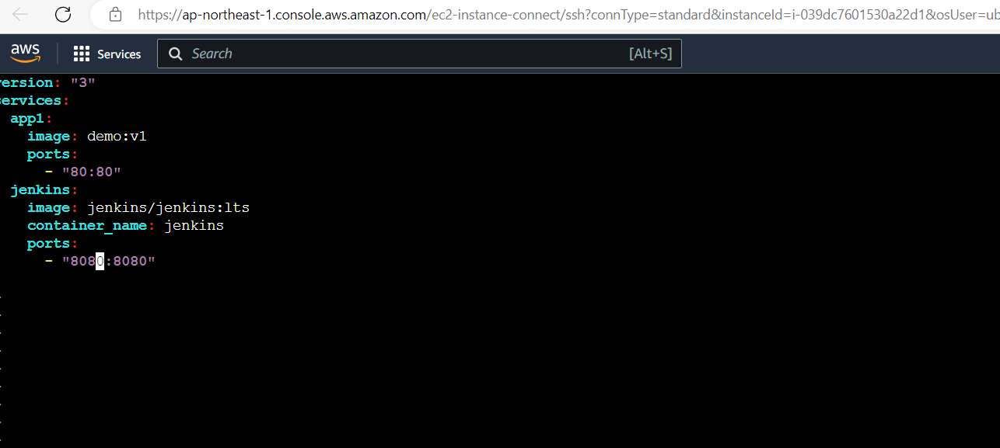 https://ap-northeast-1.console.aws.amazon.com/ec2-instance-connect/ssh?connType=standard&instanceId=i-039dc7601530a22d1&osUser=ub
aws Services Search [Alt+S]
version: "3"
services:
  app1:
    image: demo:v1
    ports:
      - "80:80"
  jenkins:
    image: jenkins/jenkins:lts
    container_name: jenkins
    ports:
      - "8080:8080"